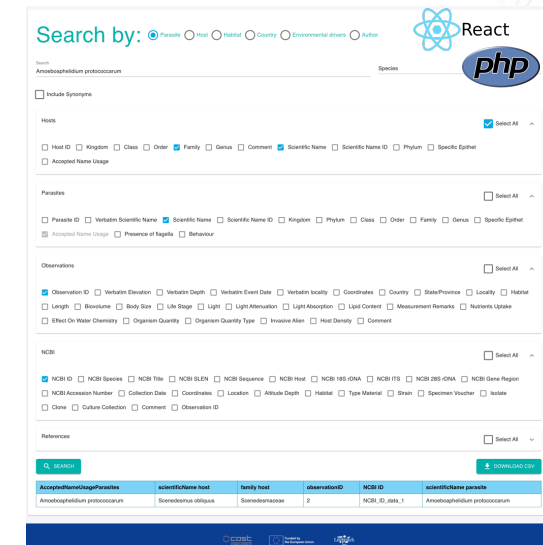 Search by: Parasite Host Habitat Country Environmental drivers Author
React
php
Search
Amoeboaphelidium protococcarum
Species
Include Synonyms
Hosts
Select All
Host ID Kingdom Class Order Family Genus Comment Scientific Name Scientific Name ID Phylum Specific Epithet
Accepted Name Usage
Parasites
Select All
Parasite ID Verbatim Scientific Name Scientific Name Scientific Name ID Kingdom Phylum Class Order Family Genus Specific Epithet
Accepted Name Usage Presence of flagella Behaviour
Observations
Select All
Observation ID Verbatim Elevation Verbatim Depth Verbatim Event Date Verbatim locality Coordinates Country State/Province Locality Habitat
Length Biovolume Body Size Life Stage Light Light Attenuation Light Absorption Lipid Content Measurement Remarks Nutrients Uptake
Effect On Water Chemistry Organism Quantity Organism Quantity Type Invasive Alien Host Density Comment
NCBI
Select All
NCBI ID NCBI Species NCBI Title NCBI SLEN NCBI Sequence NCBI Host NCBI 18S rDNA NCBI ITS NCBI 28S rDNA NCBI Gene Region
NCBI Accession Number Collection Date Coordinates Location Altitude Depth Habitat Type Material Strain Specimen Voucher Isolate
Clone Culture Collection Comment Observation ID
References
Select All
SEARCH
DOWNLOAD CSV
AcceptedNameUsageParasites scientificName host family host observationID NCBI ID scientificName parasite
Amoeboaphelidium protococcarum Scenedesmus obliquus Scenedesmaceae 2 NCBI_ID_data_1 Amoeboaphelidium protococcarum
cost
Funded by
the European Union